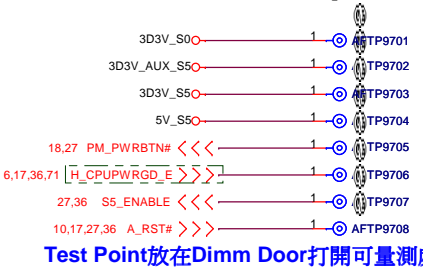 3D3V_S0 1 AFTP9701
3D3V_AUX_S5 1 TP9702
3D3V_S5 1 AFTP9703
5V_S5 1 TP9704
18,27 PM_PWRBTN# 1 TP9705
6,17,36,71 H_CPUPWRGD_E 1 TP9706
27,36 S5_ENABLE 1 TP9707
10,17,27,36 A_RST# 1 AFTP9708
Test Point放在Dimm Door打開可量測